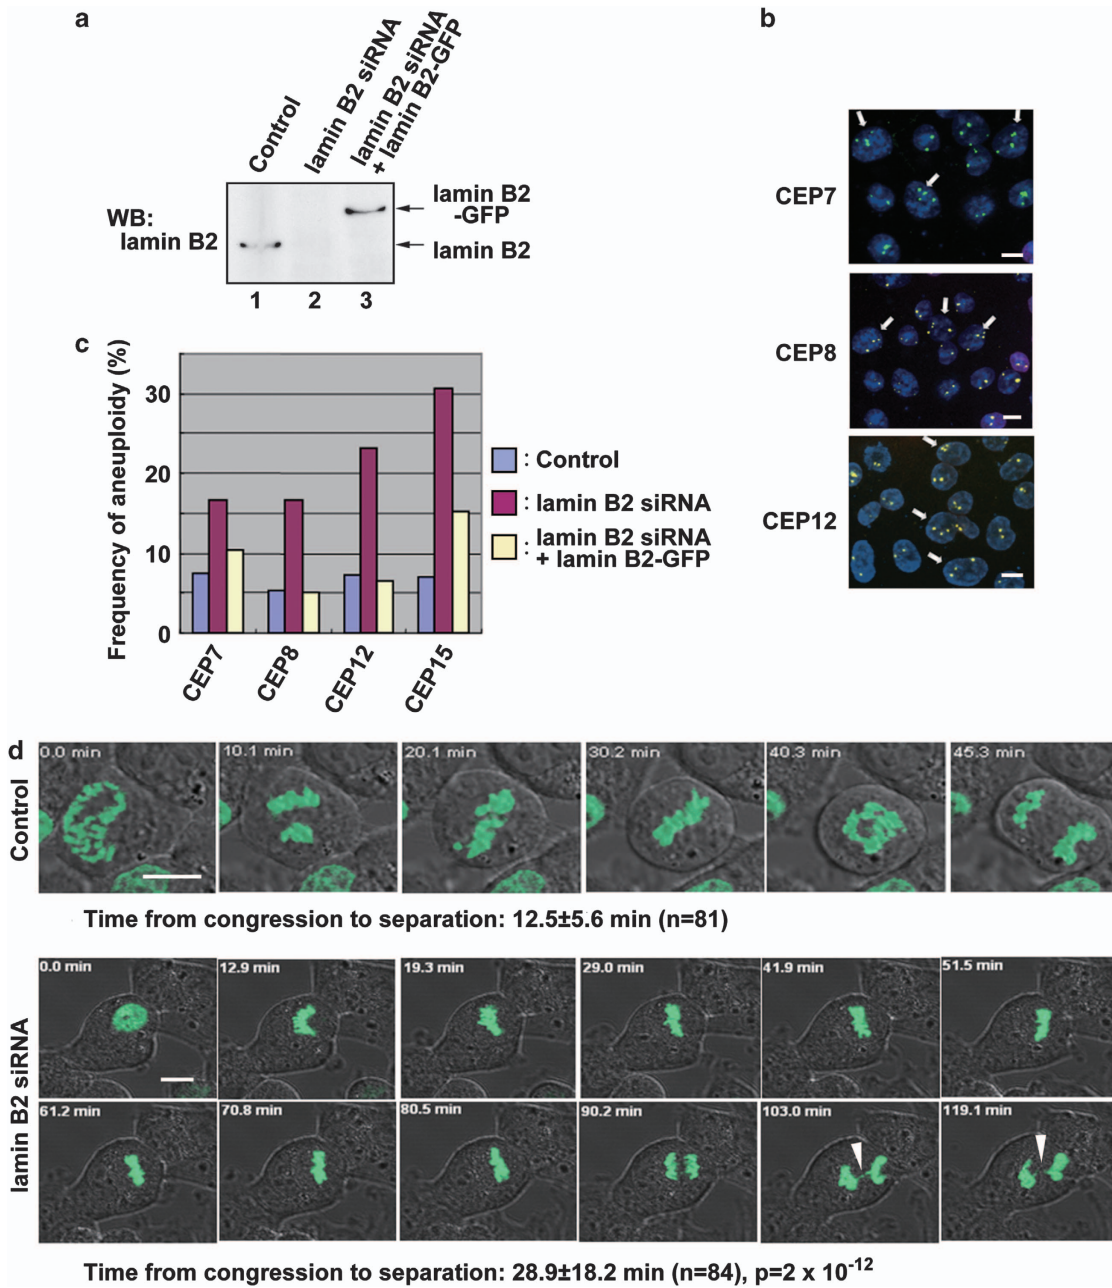 a
Control
lamin B2 siRNA
lamin B2 siRNA
+ lamin B2-GFP
WB:
lamin B2
lamin B2
-GFP
lamin B2
1 2 3
b
CEP7
CEP8
CEP12
c
Frequency of aneuploidy (%)
30
20
10
0
CEP7
CEP8
CEP12
CEP15
: Control
: lamin B2 siRNA
: lamin B2 siRNA
+ lamin B2-GFP
d
Control
0.0 min 10.1 min 20.1 min 30.2 min 40.3 min 45.3 min
Time from congression to separation: 12.5±5.6 min (n=81)
lamin B2 siRNA
0.0 min 12.9 min 19.3 min 29.0 min 41.9 min 51.5 min
61.2 min 70.8 min 80.5 min 90.2 min 103.0 min 119.1 min
Time from congression to separation: 28.9±18.2 min (n=84), p=2 x 10⁻¹²